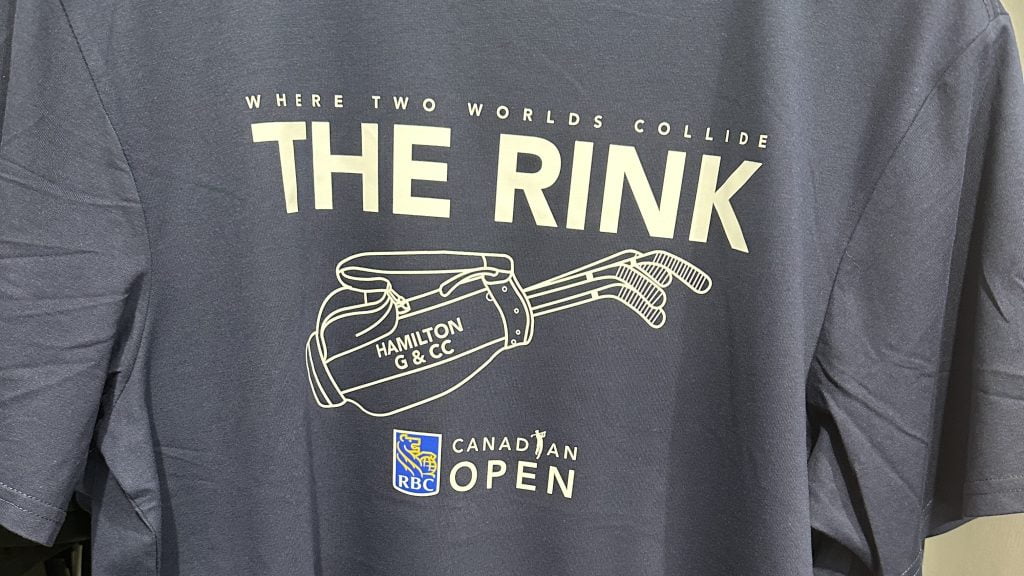 WHERE TWO WORLDS COLLIDE
THE RINK
HAMILTON
G & CC
RBC
CANADIAN
OPEN